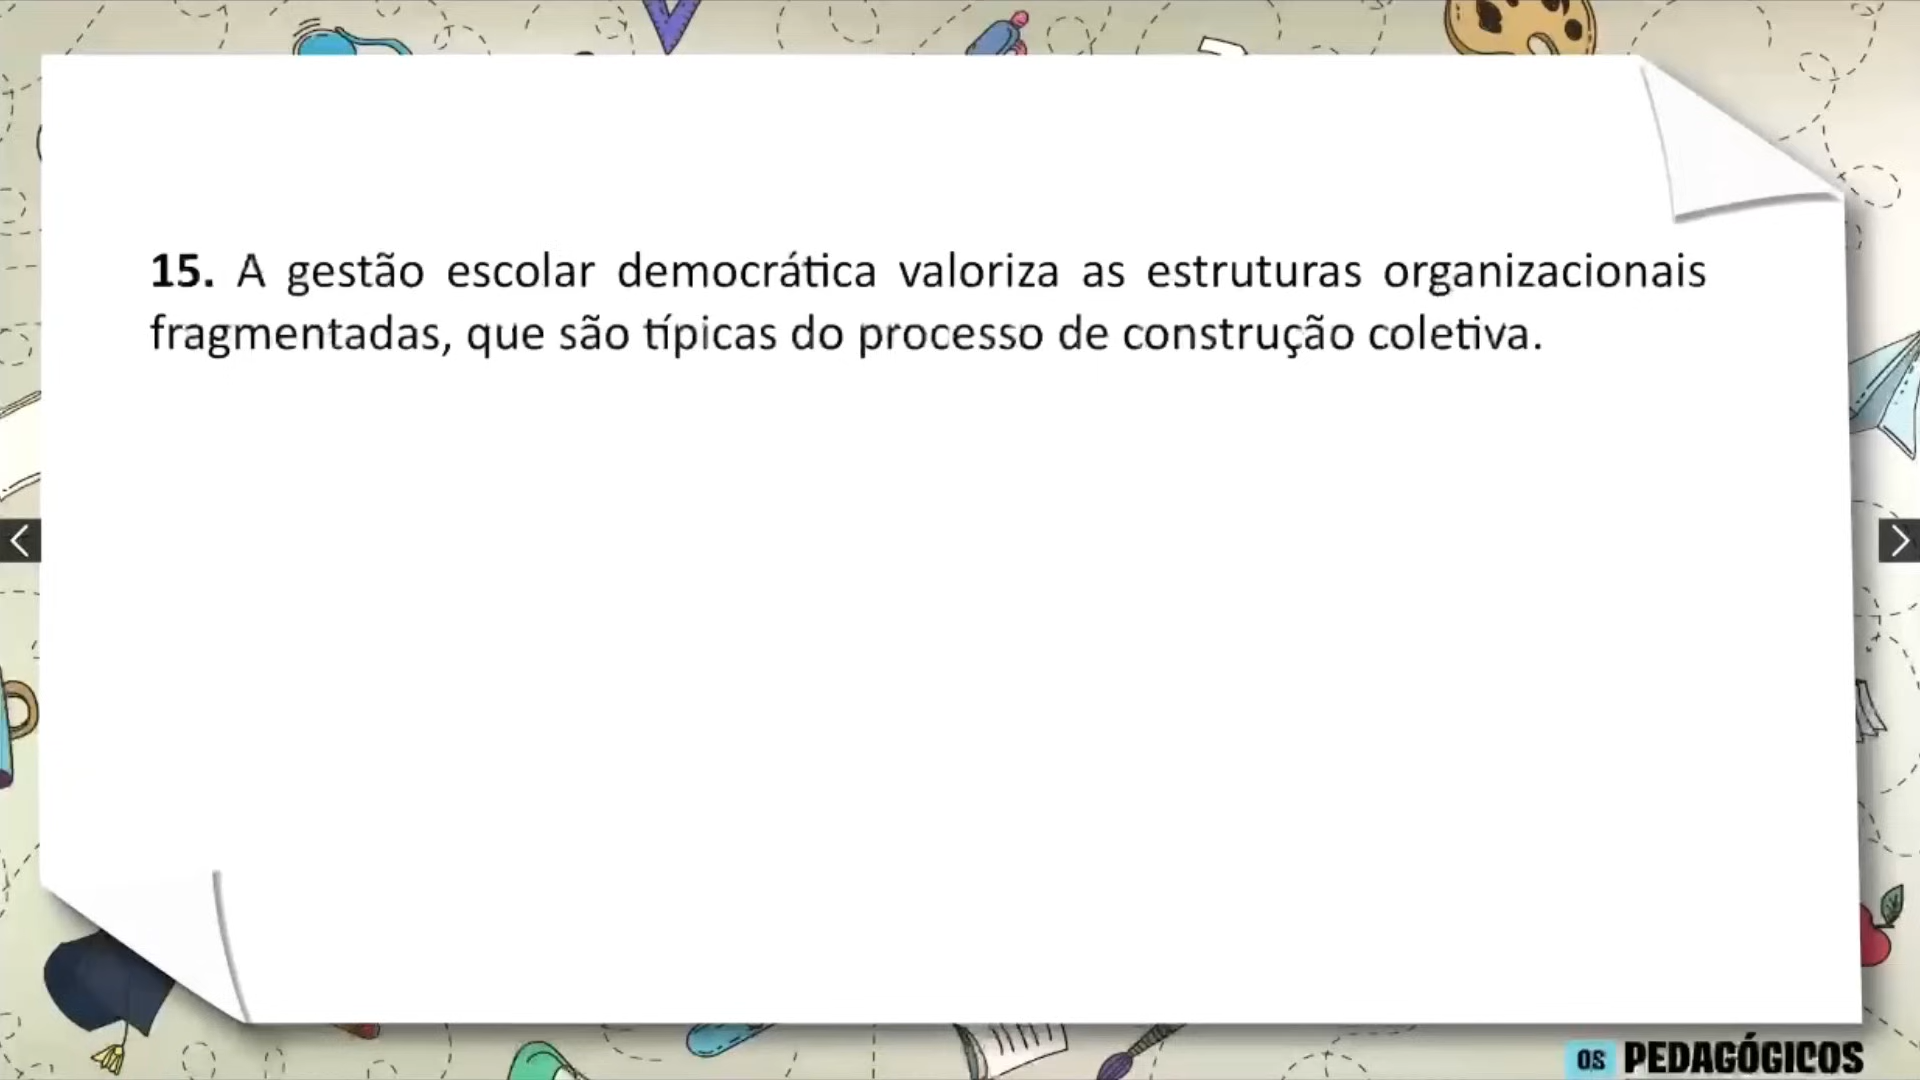 15. A gestão escolar democrática valoriza as estruturas organizacionais
fragmentadas, que são típicas do processo de construção coletiva.
OS PEDAGÓGICOS